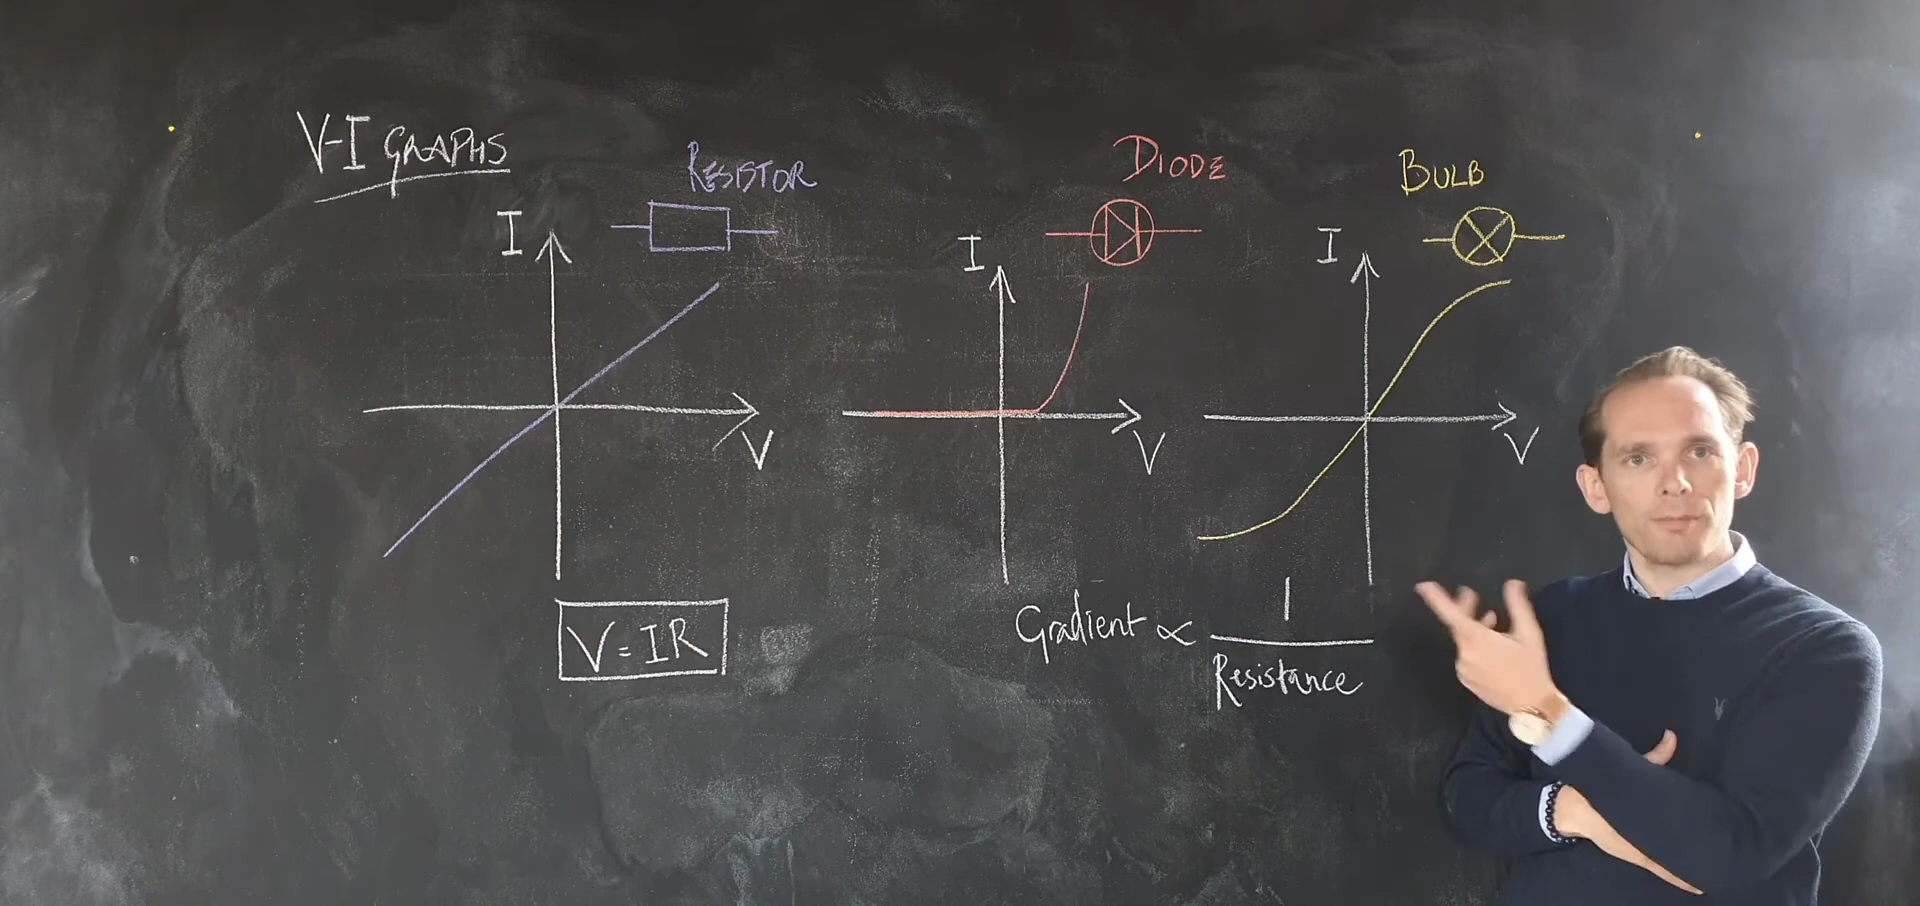 V-I GRAPHS
RESISTOR
DIODE
BULB
I
I
I
V
V
V
V = IR
Gradient ∝ 1
Resistance